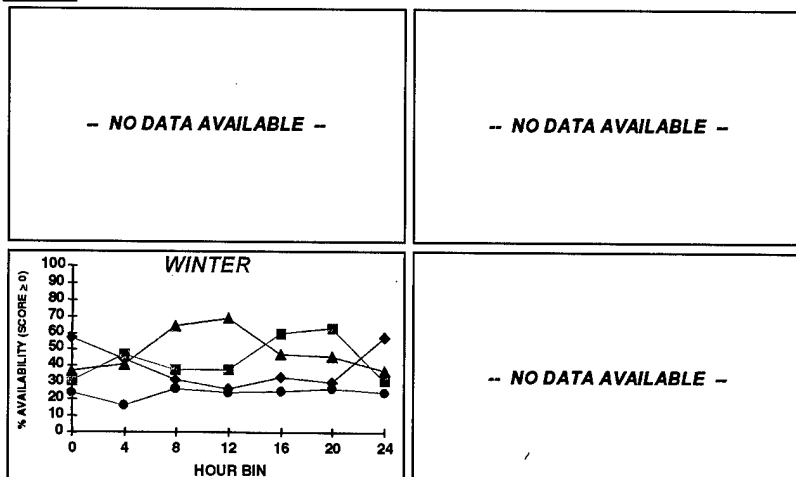 -- NO DATA AVAILABLE --
-- NO DATA AVAILABLE --
WINTER
% AVAILABILITY (SCORE ≥ 0)
100
90
80
70
60
50
40
30
20
10
0
0 4 8 12 16 20 24
HOUR BIN
-- NO DATA AVAILABLE --